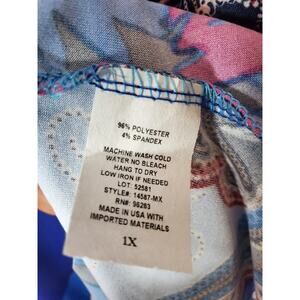 96% POLYESTER
4% SPANDEX
MACHINE WASH COLD
WATER NO BLEACH
HANG TO DRY
LOW IRON IF NEEDED
LOT: 52581
STYLE#: 14587-MX
RN#: 96283
MADE IN USA WITH
IMPORTED MATERIALS
1X